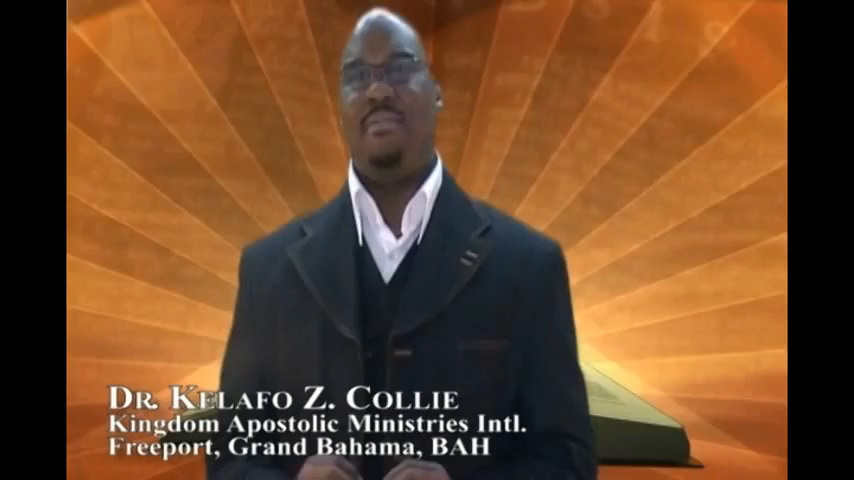 Dr. Kelafo Z. Collie
Kingdom Apostolic Ministries Intl.
Freeport, Grand Bahama, BAH